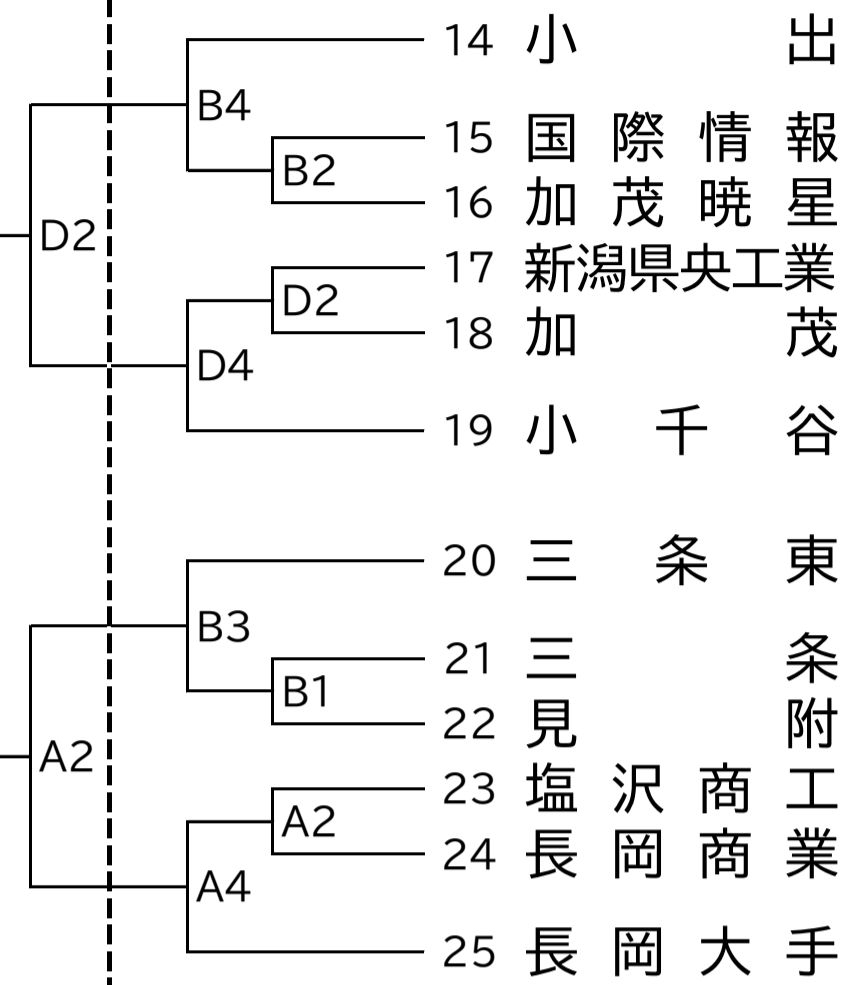 14 小出
B4
15 国際情報
B2
16 加茂暁星
D2
17 新潟県央工業
D2
18 加茂
D4
19 小千谷
20 三条東
B3
21 三条
B1
22 見附
A2
23 塩沢商工
A2
24 長岡商業
A4
25 長岡大手